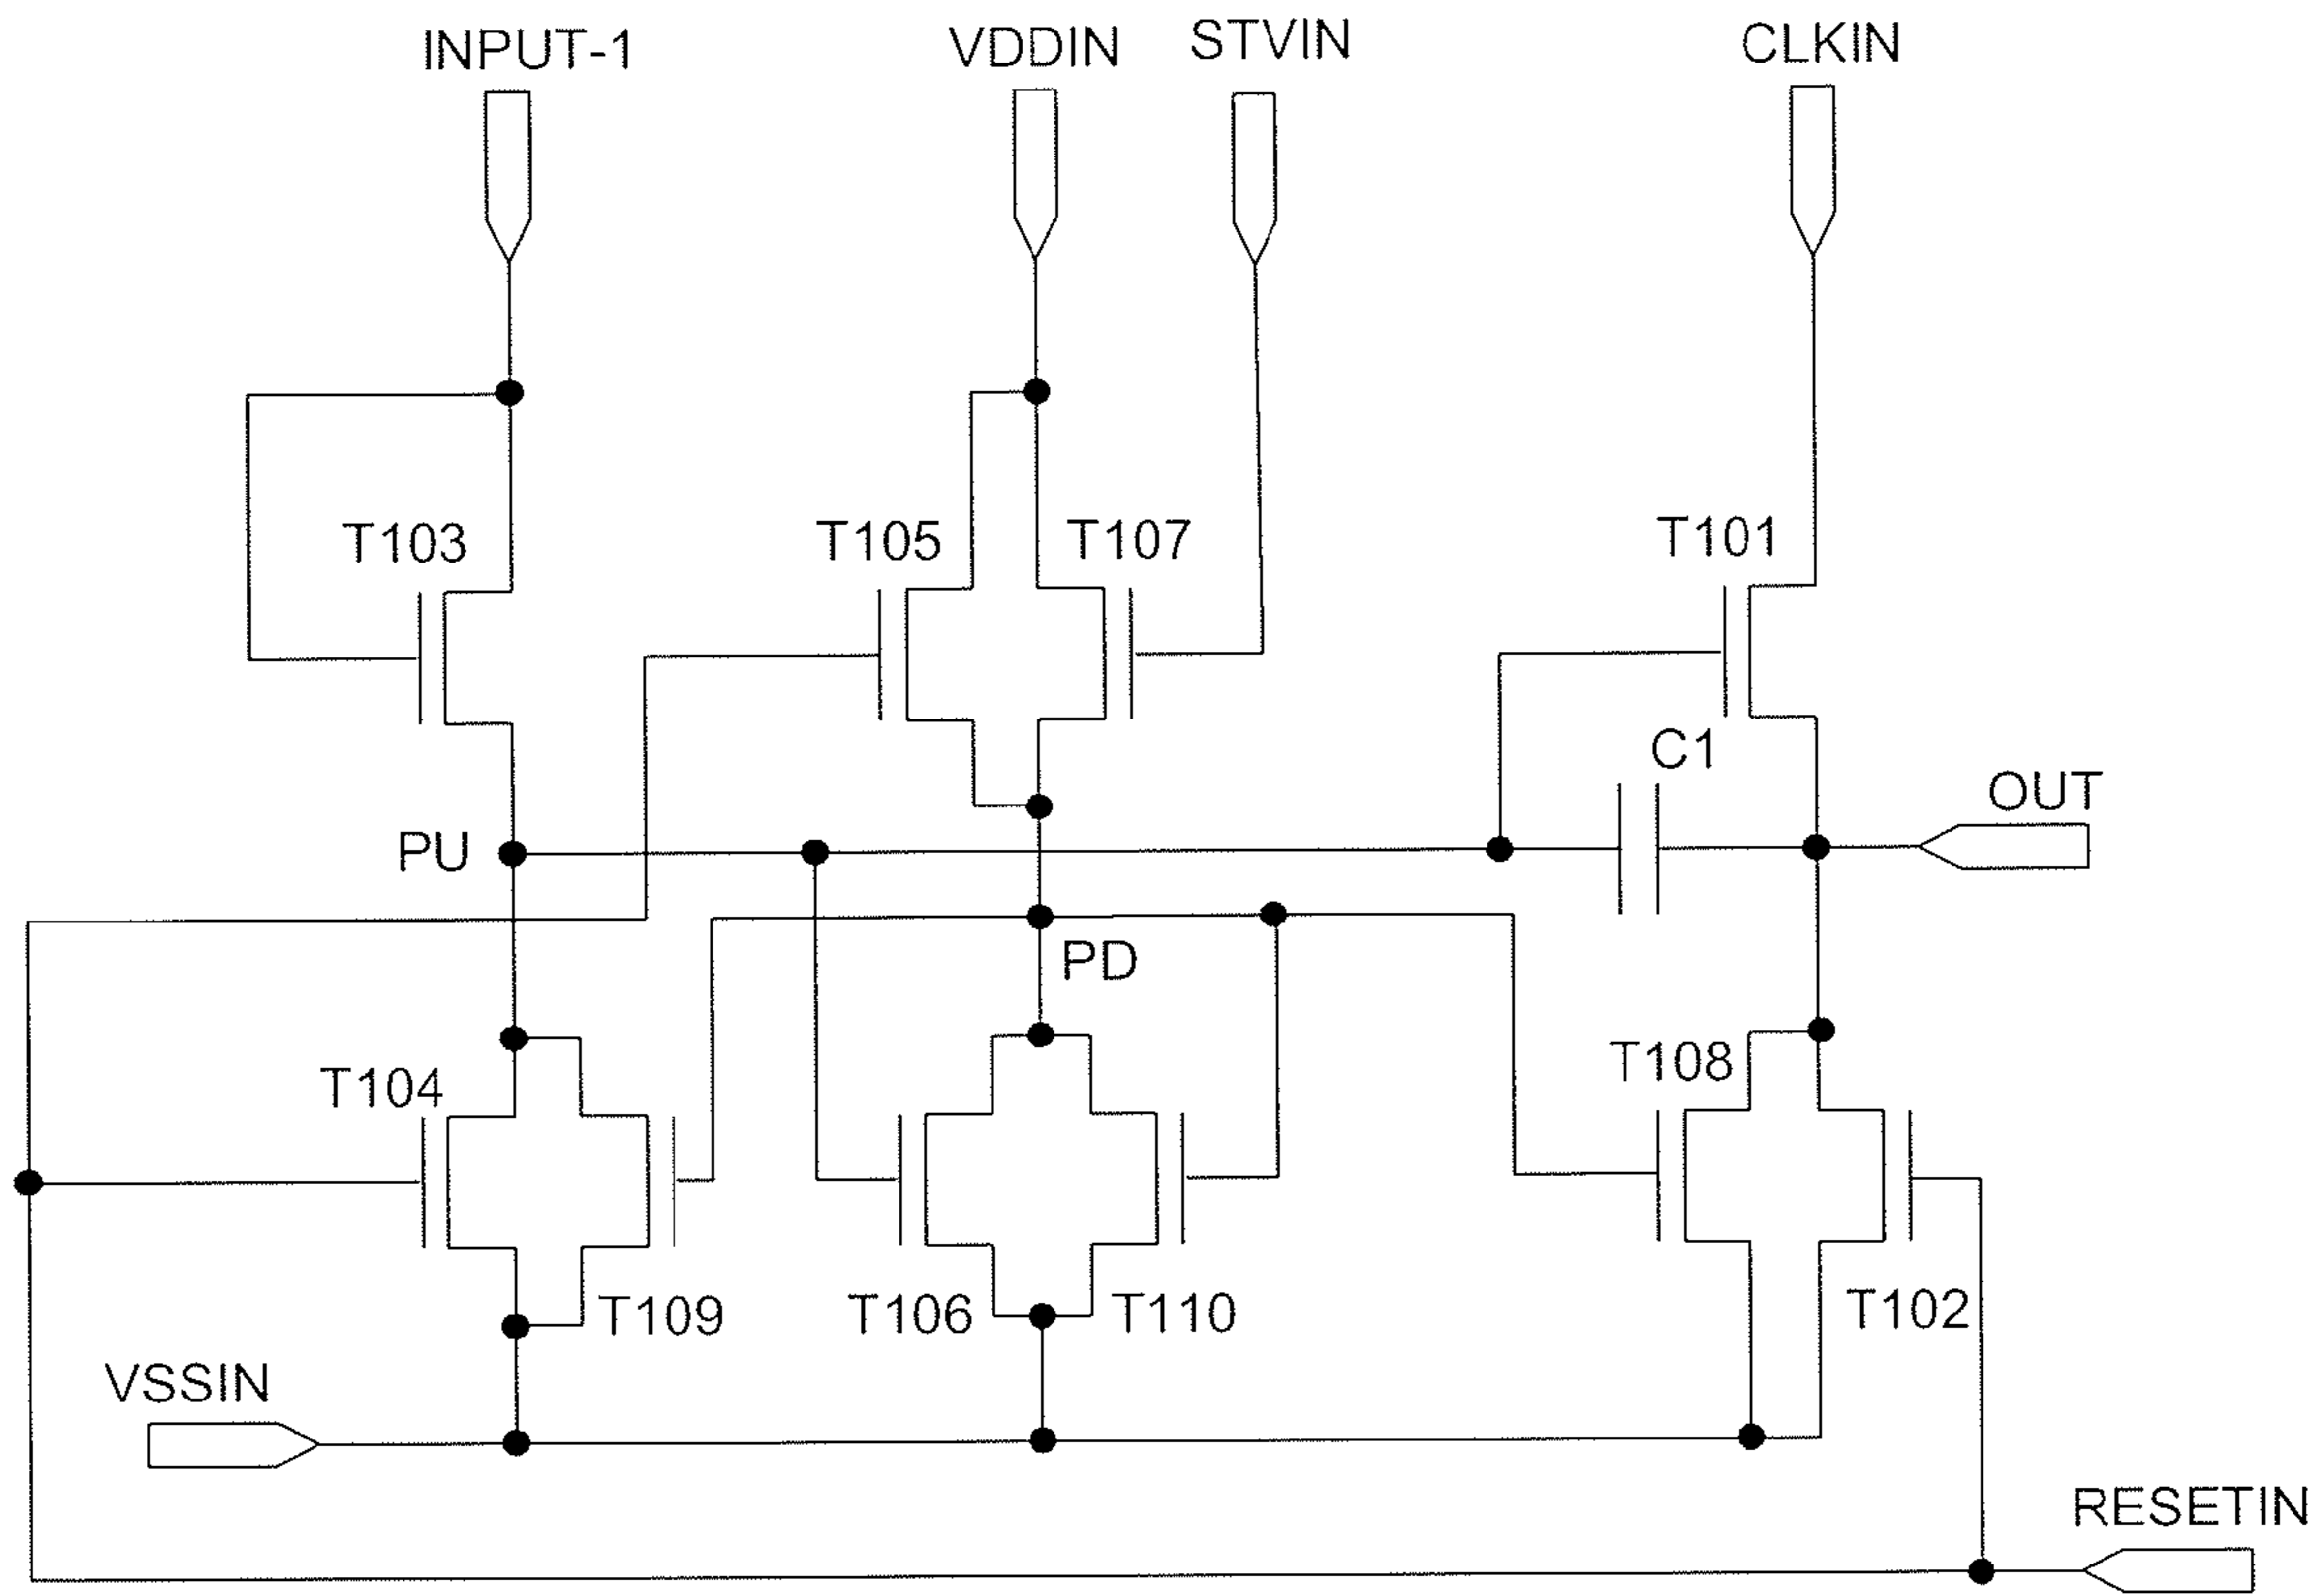 INPUT-1
VDDIN
STVIN
CLKIN
T103
T105
T107
T101
C1
OUT
PU
PD
T104
T108
T109
T106
T110
T102
VSSIN
RESETIN